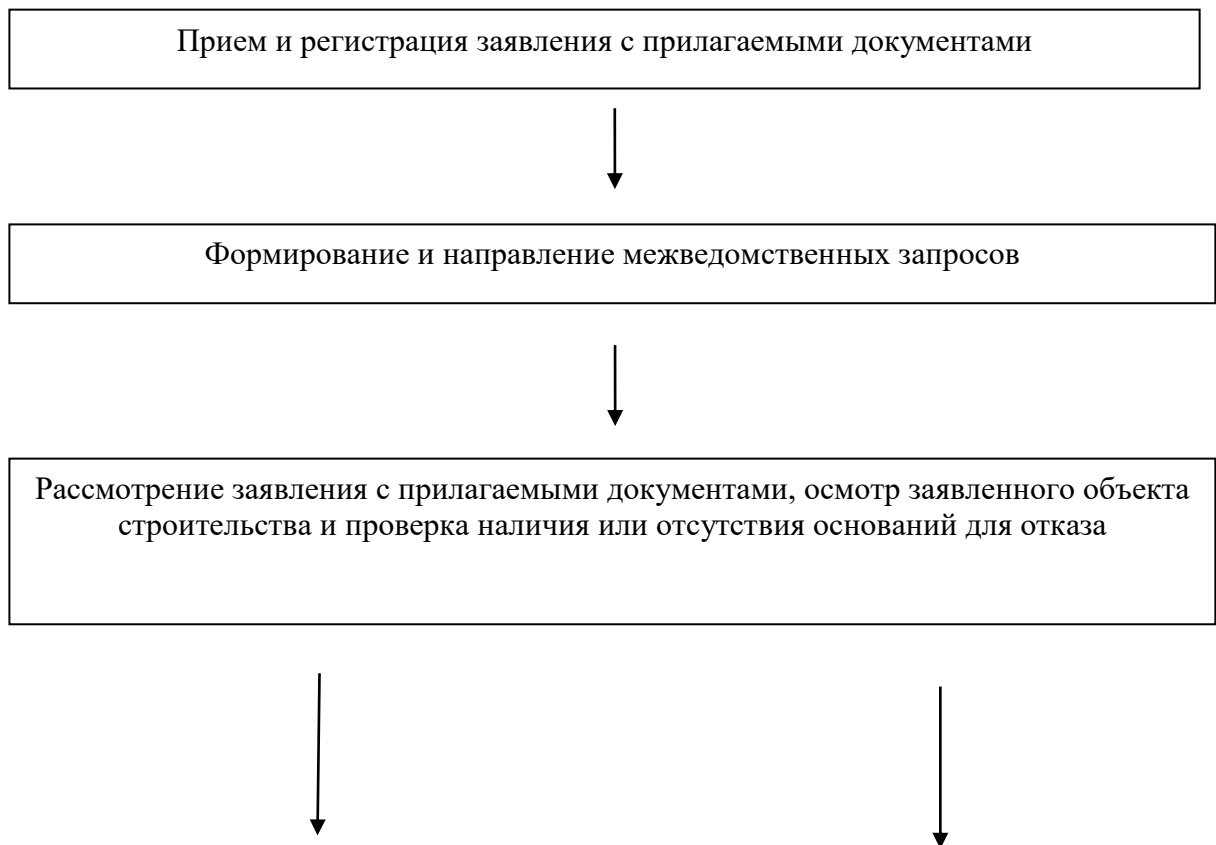 Прием и регистрация заявления с прилагаемыми документами
Формирование и направление межведомственных запросов
Рассмотрение заявления с прилагаемыми документами, осмотр заявленного объекта
строительства и проверка наличия или отсутствия оснований для отказа